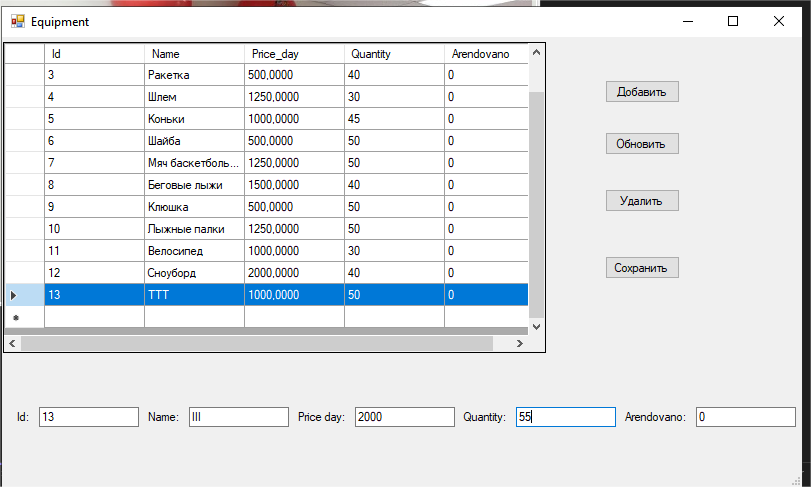 Equipment
Id Name Price_day Quantity Arendovano
3 Ракетка 500,0000 40 0
4 Шлем 1250,0000 30 0
5 Коньки 1000,0000 45 0
6 Шайба 500,0000 50 0
7 Мяч баскетболь... 1250,0000 50 0
8 Беговые лыжи 1500,0000 40 0
9 Клюшка 500,0000 50 0
10 Лыжные палки 1250,0000 50 0
11 Велосипед 1000,0000 30 0
12 Сноуборд 2000,0000 40 0
13 ТТТ 1000,0000 50 0
Добавить
Обновить
Удалить
Сохранить
Id: 13 Name: III Price day: 2000 Quantity: 55 Arendovano: 0